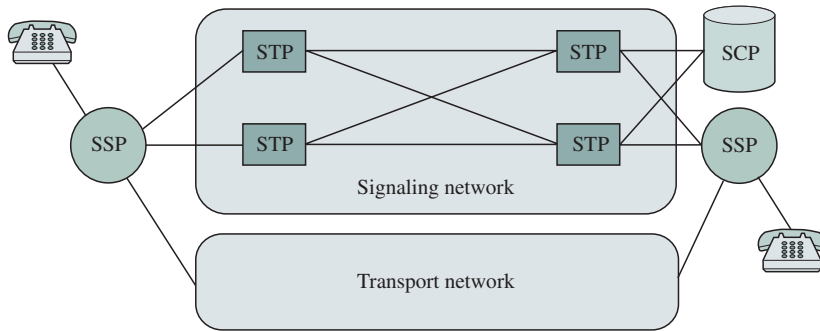 STP
STP
SCP
SSP
STP
STP
SSP
Signaling network
Transport network